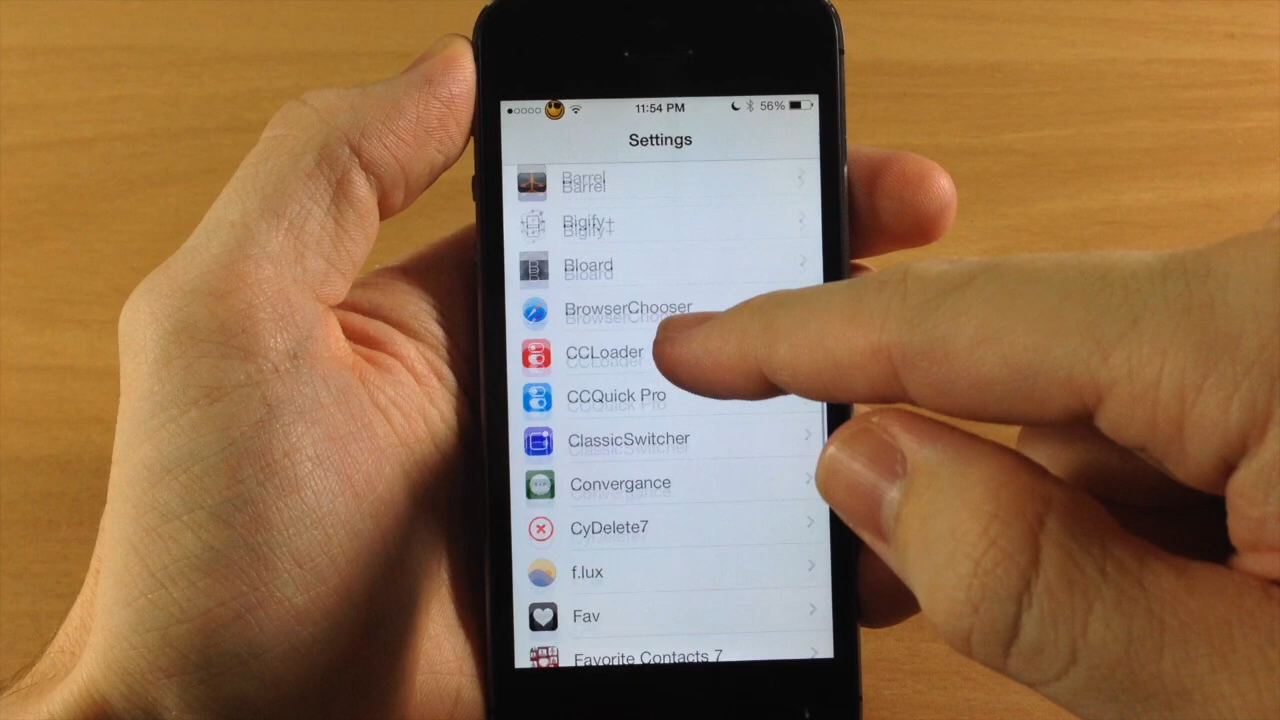 11:54 PM 56%
Settings
Barrel
Bigify+
Bloard
BrowserChooser
CCLoader
CCQuick Pro
ClassicSwitcher
Convergance
CyDelete7
f.lux
Fav
Favorite Contacts 7